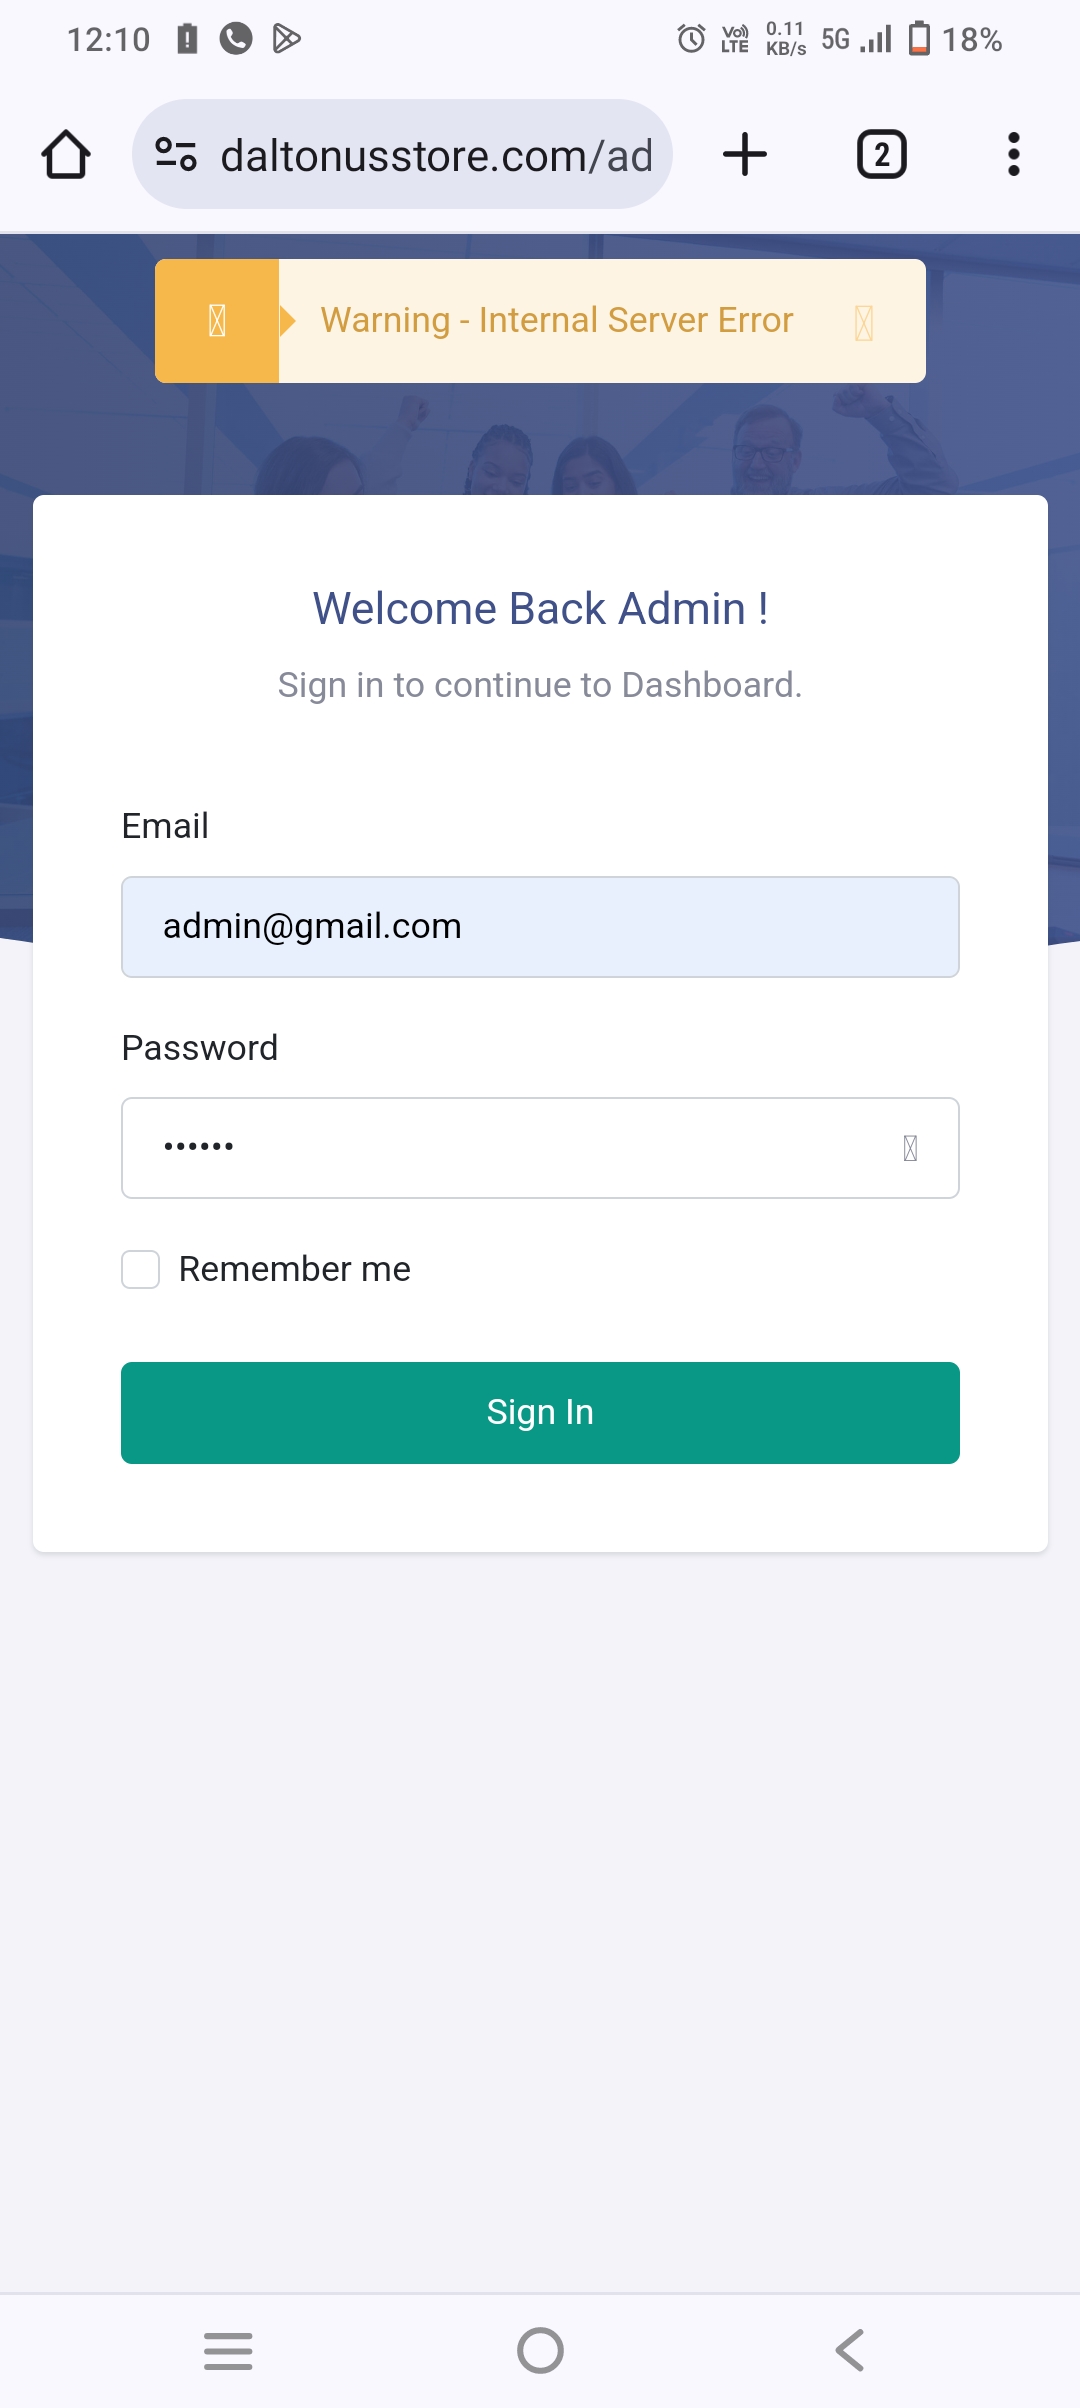 12:10
Vo)) LTE 0.11 KB/s 5G 18%
daltonusstore.com/ad
2
Warning - Internal Server Error
Welcome Back Admin !
Sign in to continue to Dashboard.
Email
admin@gmail.com
Password
••••••
Remember me
Sign In